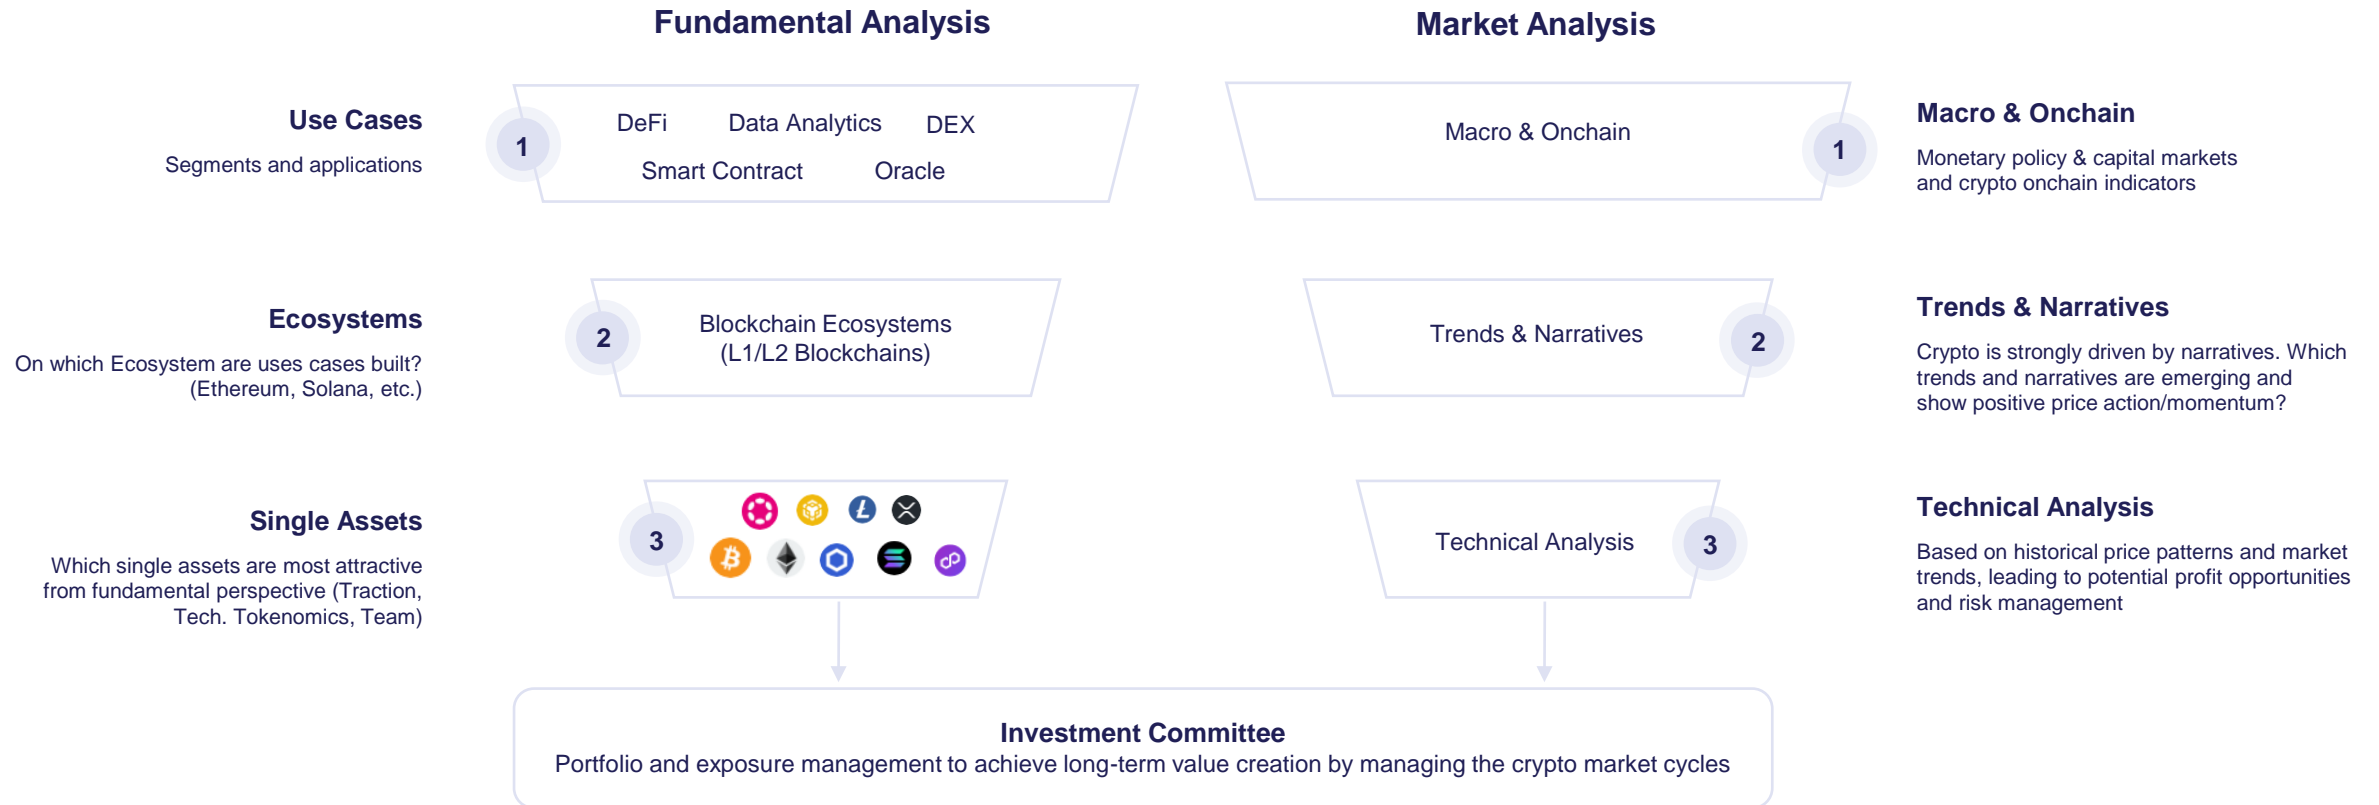 Fundamental Analysis
Market Analysis
Use Cases
Segments and applications
1
DeFi
Data Analytics
DEX
Smart Contract
Oracle
Macro & Onchain
1
Macro & Onchain
Monetary policy & capital markets
and crypto onchain indicators
Ecosystems
On which Ecosystem are uses cases built?
(Ethereum, Solana, etc.)
2
Blockchain Ecosystems
(L1/L2 Blockchains)
Trends & Narratives
2
Trends & Narratives
Crypto is strongly driven by narratives. Which
trends and narratives are emerging and
show positive price action/momentum?
Single Assets
Which single assets are most attractive
from fundamental perspective (Traction,
Tech. Tokenomics, Team)
3
Technical Analysis
3
Technical Analysis
Based on historical price patterns and market
trends, leading to potential profit opportunities
and risk management
Investment Committee
Portfolio and exposure management to achieve long-term value creation by managing the crypto market cycles